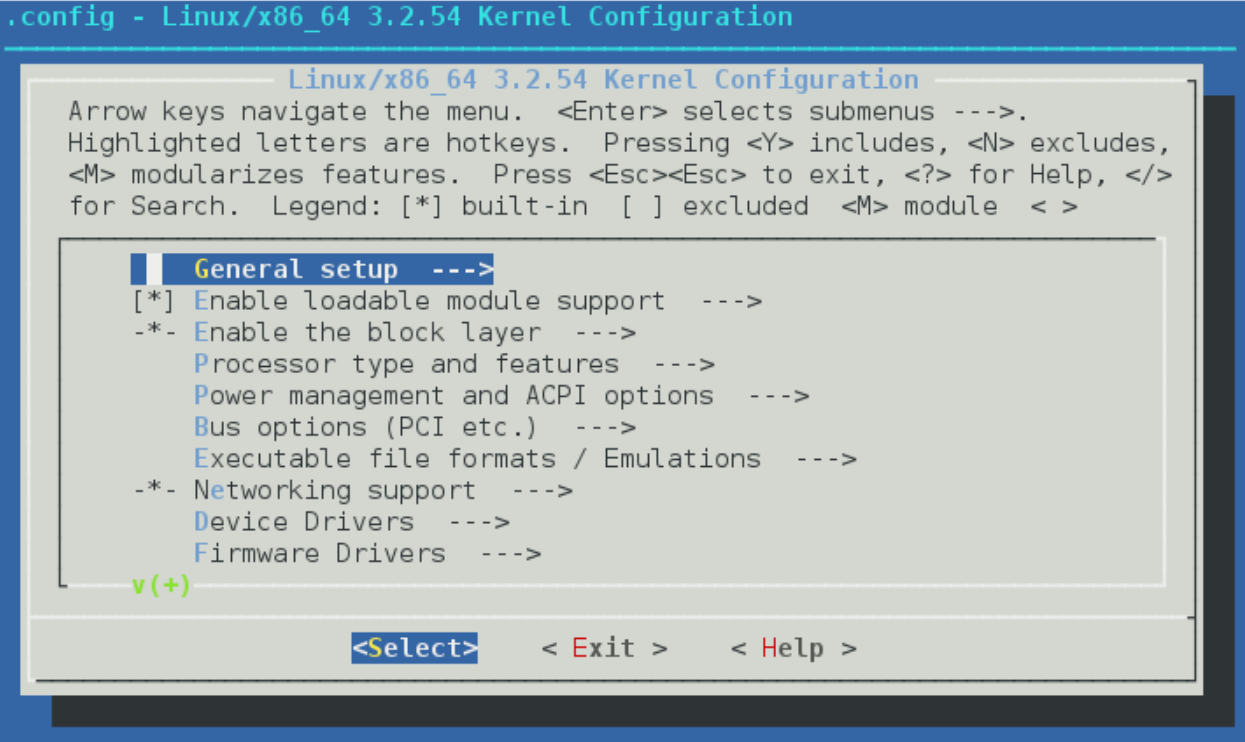 .config - Linux/x86_64 3.2.54 Kernel Configuration
Linux/x86_64 3.2.54 Kernel Configuration
Arrow keys navigate the menu.  <Enter> selects submenus --->.
Highlighted letters are hotkeys.  Pressing <Y> includes, <N> excludes,
<M> modularizes features.  Press <Esc><Esc> to exit, <?> for Help, </>
for Search.  Legend: [*] built-in  [ ] excluded  <M> module  < >
General setup  --->
[*] Enable loadable module support  --->
-*- Enable the block layer  --->
Processor type and features  --->
Power management and ACPI options  --->
Bus options (PCI etc.)  --->
Executable file formats / Emulations  --->
-*- Networking support  --->
Device Drivers  --->
Firmware Drivers  --->
v(+)
<Select>    < Exit >    < Help >